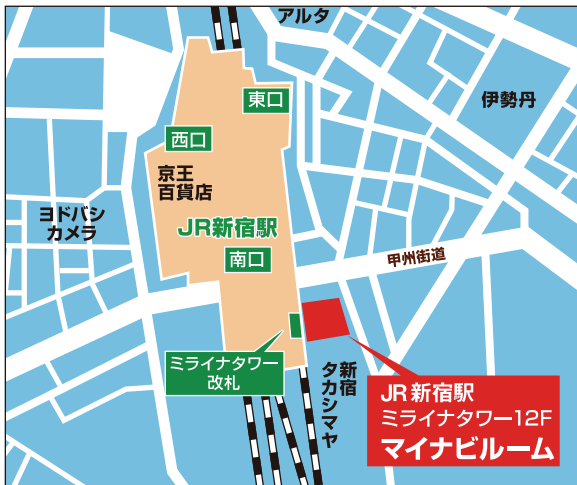 アルタ
東口
伊勢丹
西口
京王
百貨店
ヨドバシ
カメラ
JR新宿駅
南口
甲州街道
ミライナタワー
改札
新宿
タカシマヤ
JR新宿駅
ミライナタワー12F
マイナビルーム